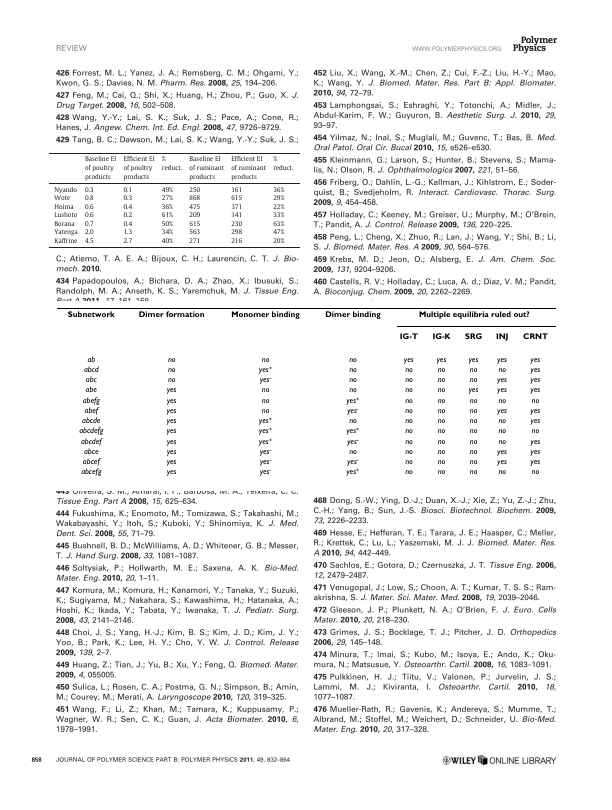 REVIEW
WWW.POLYMERPHYSICS.ORG
Polymer
Physics
426 Forrest, M. L.; Yanez, J. A.; Remsberg, C. M.; Ohgami, Y.;
Kwon, G. S.; Davies, N. M. Pharm. Res. 2008, 25, 194–206.
427 Feng, M.; Cai, Q.; Shi, X.; Huang, H.; Zhou, P.; Guo, X. J.
Drug Target. 2008, 16, 502–508.
428 Wang, Y.-Y.; Lai, S. K.; Suk, J. S.; Pace, A.; Cone, R.;
Hanes, J. Angew. Chem. Int. Ed. Engl. 2008, 47, 9726–9729.
429 Tang, B. C.; Dawson, M.; Lai, S. K.; Wang, Y.-Y.; Suk, J. S.;
Baseline EI Efficient EI % Baseline EI Efficient EI %
of poultry of poultry reduct. of ruminant of ruminant reduct.
products products products products
Nyando 0.3 0.1 49% 250 161 36%
Wote 0.8 0.3 27% 868 615 29%
Hoima 0.6 0.4 36% 475 371 22%
Lushoto 0.6 0.2 61% 209 141 33%
Borana 0.7 0.4 50% 615 230 63%
Yatenga 2.0 1.3 34% 563 298 47%
Kaffrine 4.5 2.7 40% 271 216 20%
C.; Atiemo, T. A. E. A.; Bijoux, C. H.; Laurencin, C. T. J. Bio-
mech. 2010.
434 Papadopoulos, A.; Bichara, D. A.; Zhao, X.; Ibusuki, S.;
Randolph, M. A.; Anseth, K. S.; Yaremchuk, M. J. Tissue Eng.
Part A 2011, 17, 161–169.
452 Liu, X.; Wang, X.-M.; Chen, Z.; Cui, F.-Z.; Liu, H.-Y.; Mao,
K.; Wang, Y. J. Biomed. Mater. Res. Part B: Appl. Biomater.
2010, 94, 72–79.
453 Lamphongsai, S.; Eshraghi, Y.; Totonchi, A.; Midler, J.;
Abdul-Karim, F. W.; Guyuron, B. Aesthetic Surg. J. 2010, 29,
93–97.
454 Yilmaz, N.; Inal, S.; Muglali, M.; Guvenc, T.; Bas, B. Med.
Oral Patol. Oral Cir. Bucal 2010, 15, e526–e530.
455 Kleinmann, G.; Larson, S.; Hunter, B.; Stevens, S.; Mama-
lis, N.; Olson, R. J. Ophthalmologica 2007, 221, 51–56.
456 Friberg, O.; Dahlin, L.-G.; Kallman, J.; Kihlstrom, E.; Soder-
quist, B.; Svedjeholm, R. Interact. Cardiovasc. Thorac. Surg.
2009, 9, 454–458.
457 Holladay, C.; Keeney, M.; Greiser, U.; Murphy, M.; O'Brein,
T.; Pandit, A. J. Control. Release 2009, 136, 220–225.
458 Peng, L.; Cheng, X.; Zhuo, R.; Lan, J.; Wang, Y.; Shi, B.; Li,
S. J. Biomed. Mater. Res. A 2009, 90, 564–576.
459 Krebs, M. D.; Jeon, O.; Alsberg, E. J. Am. Chem. Soc.
2009, 131, 9204–9206.
460 Castells, R. V.; Holladay, C.; Luca, A. d.; Diaz, V. M.; Pandit,
A. Bioconjug. Chem. 2009, 20, 2262–2269.
Subnetwork Dimer formation Monomer binding Dimer binding Multiple equilibria ruled out?
IG-T IG-K SRG INJ CRNT
ab no no no yes yes yes yes yes
abcd no yes⁺ no no no no no yes
abc no yes⁻ no no no no yes yes
abe yes no no no no yes yes yes
abefg yes no yes⁺ no no no no no
abef yes no yes⁻ no no no yes yes
abcde yes yes⁺ no no no no no yes
abcdefg yes yes⁺ yes⁺ no no no no no
abcdef yes yes⁺ yes⁻ no no no no yes
abce yes yes⁻ no no no no yes yes
abcef yes yes⁻ yes⁻ no no no yes yes
abcefg yes yes⁻ yes⁺ no no no no no
443 Oliveira, S. M.; Amaral, I. F.; Barbosa, M. A.; Teixeira, C. C.
Tissue Eng. Part A 2008, 15, 625–634.
444 Fukushima, K.; Enomoto, M.; Tomizawa, S.; Takahashi, M.;
Wakabayashi, Y.; Itoh, S.; Kuboki, Y.; Shinomiya, K. J. Med.
Dent. Sci. 2008, 55, 71–79.
445 Bushnell, B. D.; McWilliams, A. D.; Whitener, G. B.; Messer,
T. J. Hand Surg. 2008, 33, 1081–1087.
446 Soltysiak, P.; Hollwarth, M. E.; Saxena, A. K. Bio-Med.
Mater. Eng. 2010, 20, 1–11.
447 Komura, M.; Komura, H.; Kanamori, Y.; Tanaka, Y.; Suzuki,
K.; Sugiyama, M.; Nakahara, S.; Kawashima, H.; Hatanaka, A.;
Hoshi, K.; Ikada, Y.; Tabata, Y.; Iwanaka, T. J. Pediatr. Surg.
2008, 43, 2141–2146.
448 Choi, J. S.; Yang, H.-J.; Kim, B. S.; Kim, J. D.; Kim, J. Y.;
Yoo, B.; Park, K.; Lee, H. Y.; Cho, Y. W. J. Control. Release
2009, 139, 2–7.
449 Huang, Z.; Tian, J.; Yu, B.; Xu, Y.; Feng, Q. Biomed. Mater.
2009, 4, 055005.
450 Sulica, L.; Rosen, C. A.; Postma, G. N.; Simpson, B.; Amin,
M.; Courey, M.; Merati, A. Laryngoscope 2010, 120, 319–325.
451 Wang, F.; Li, Z.; Khan, M.; Tamara, K.; Kuppusamy, P.;
Wagner, W. R.; Sen, C. K.; Guan, J. Acta Biomater. 2010, 6,
1978–1991.
468 Dong, S.-W.; Ying, D.-J.; Duan, X.-J.; Xie, Z.; Yu, Z.-J.; Zhu,
C.-H.; Yang, B.; Sun, J.-S. Biosci. Biotechnol. Biochem. 2009,
73, 2226–2233.
469 Hesse, E.; Hefferan, T. E.; Tarara, J. E.; Haasper, C.; Meller,
R.; Krettek, C.; Lu, L.; Yaszemski, M. J. J. Biomed. Mater. Res.
A 2010, 94, 442–449.
470 Sachlos, E.; Gotora, D.; Czernuszka, J. T. Tissue Eng. 2006,
12, 2479–2487.
471 Venugopal, J.; Low, S.; Choon, A. T.; Kumar, T. S. S.; Ram-
akrishna, S. J. Mater. Sci. Mater. Med. 2008, 19, 2039–2046.
472 Gleeson, J. P.; Plunkett, N. A.; O'Brien, F. J. Euro. Cells
Mater. 2010, 20, 218–230.
473 Grimes, J. S.; Bocklage, T. J.; Pitcher, J. D. Orthopedics
2006, 29, 145–148.
474 Minura, T.; Imai, S.; Kubo, M.; Isoya, E.; Ando, K.; Oku-
mura, N.; Matsusue, Y. Osteoarthr. Cartil. 2008, 16, 1083–1091.
475 Pulkkinen, H. J.; Tiitu, V.; Valonen, P.; Jurvelin, J. S.;
Lammi, M. J.; Kiviranta, I. Osteoarthr. Cartil. 2010, 18,
1077–1087.
476 Mueller-Rath, R.; Gavenis, K.; Andereya, S.; Mumme, T.;
Albrand, M.; Stoffel, M.; Weichert, D.; Schneider, U. Bio-Med.
Mater. Eng. 2010, 20, 317–328.
858 JOURNAL OF POLYMER SCIENCE PART B: POLYMER PHYSICS 2011, 49, 832–864
WILEY ONLINE LIBRARY